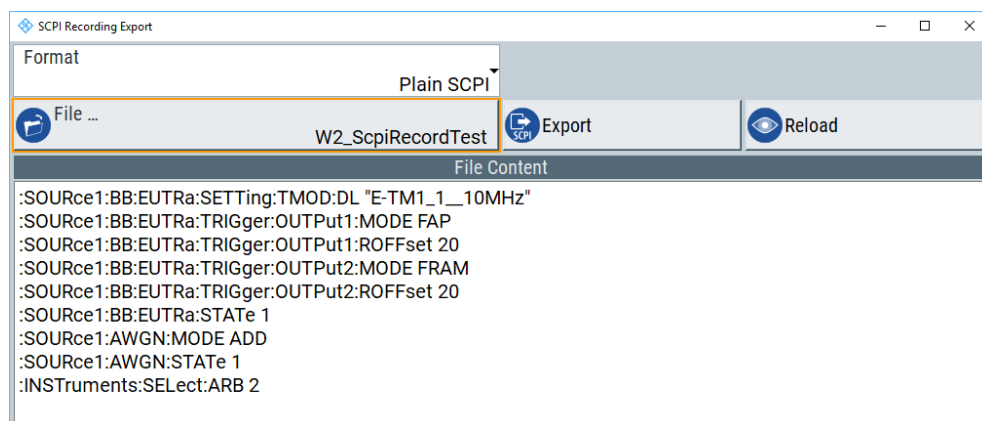 SCPI Recording Export
Format
Plain SCPI
File ...
W2_ScpiRecordTest
SCPI
Export
Reload
File Content
:SOURce1:BB:EUTRa:SETTing:TMOD:DL "E-TM1_1__10MHz"
:SOURce1:BB:EUTRa:TRIGger:OUTPut1:MODE FAP
:SOURce1:BB:EUTRa:TRIGger:OUTPut1:ROFFset 20
:SOURce1:BB:EUTRa:TRIGger:OUTPut2:MODE FRAM
:SOURce1:BB:EUTRa:TRIGger:OUTPut2:ROFFset 20
:SOURce1:BB:EUTRa:STATe 1
:SOURce1:AWGN:MODE ADD
:SOURce1:AWGN:STATe 1
:INSTruments:SELect:ARB 2